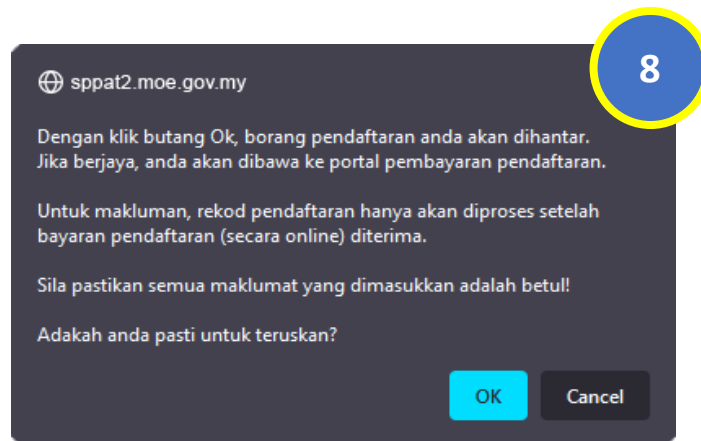 8
sppat2.moe.gov.my
Dengan klik butang Ok, borang pendaftaran anda akan dihantar.
Jika berjaya, anda akan dibawa ke portal pembayaran pendaftaran.
Untuk makluman, rekod pendaftaran hanya akan diproses setelah
bayaran pendaftaran (secara online) diterima.
Sila pastikan semua maklumat yang dimasukkan adalah betul!
Adakah anda pasti untuk teruskan?
OK
Cancel